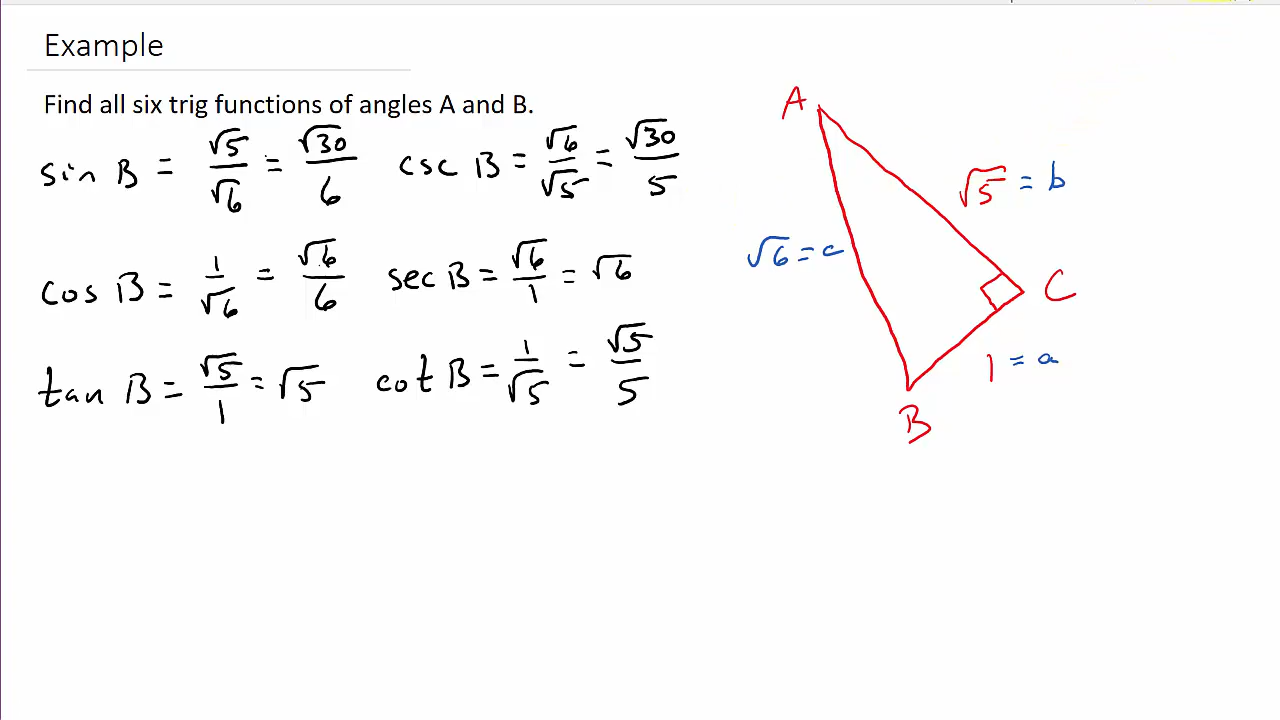 Example
Find all six trig functions of angles A and B.
sin B = √5/√6 = √30/6 csc B = √6/√5 = √30/5
cos B = 1/√6 = √6/6 sec B = √6/1 = √6
tan B = √5/1 = √5 cot B = 1/√5 = √5/5
A
√5 = b
√6 = c
C
1 = a
B